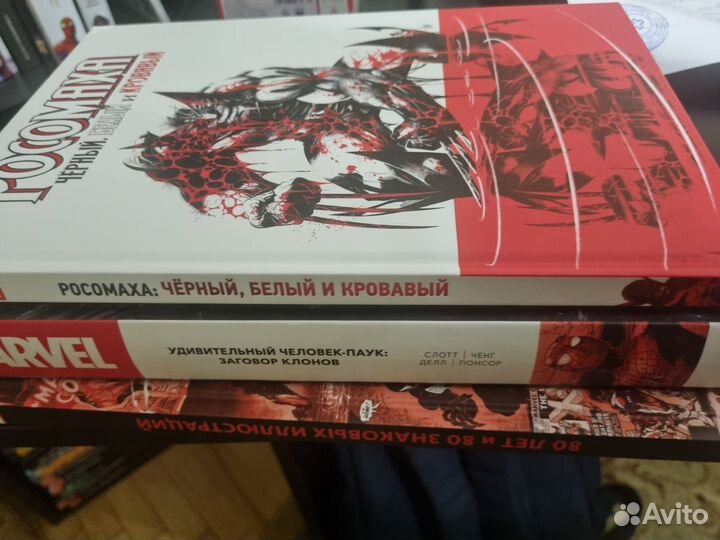 РОСОМАХА
ЧЕРНЫЙ, БЕЛЫЙ И КРОВАВЫЙ
РОСОМАХА: ЧЁРНЫЙ, БЕЛЫЙ И КРОВАВЫЙ
MARVEL
УДИВИТЕЛЬНЫЙ ЧЕЛОВЕК-ПАУК:
ЗАГОВОР КЛОНОВ
СЛОТТ | ЧЕНГ
ДЕЛЛ | ПОНСОР
80 ЛЕТ И 80 ЗНАКОВЫХ ИЛЛЮСТРАЦИЙ
Avito